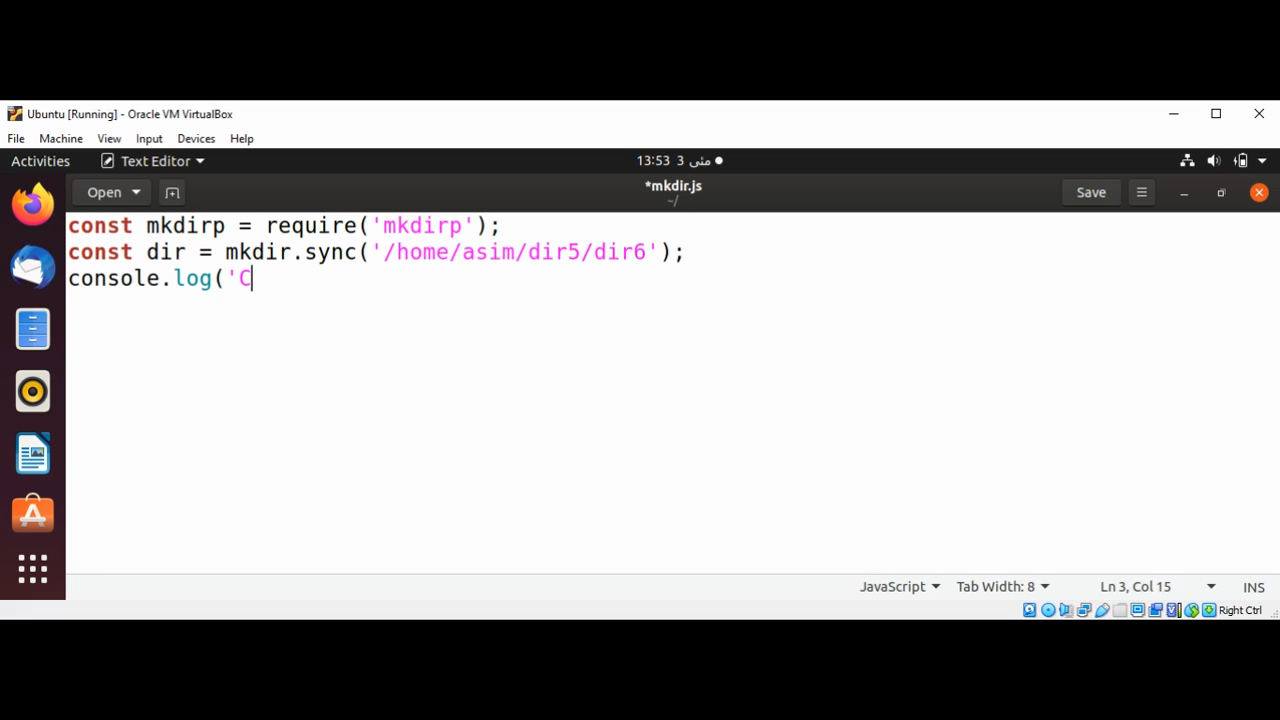 Ubuntu [Running] - Oracle VM VirtualBox
File Machine View Input Devices Help
Activities Text Editor 13:53 3 مئی
Open *mkdir.js Save
~/
const mkdirp = require('mkdirp');
const dir = mkdir.sync('/home/asim/dir5/dir6');
console.log('C
JavaScript Tab Width: 8 Ln 3, Col 15 INS
Right Ctrl